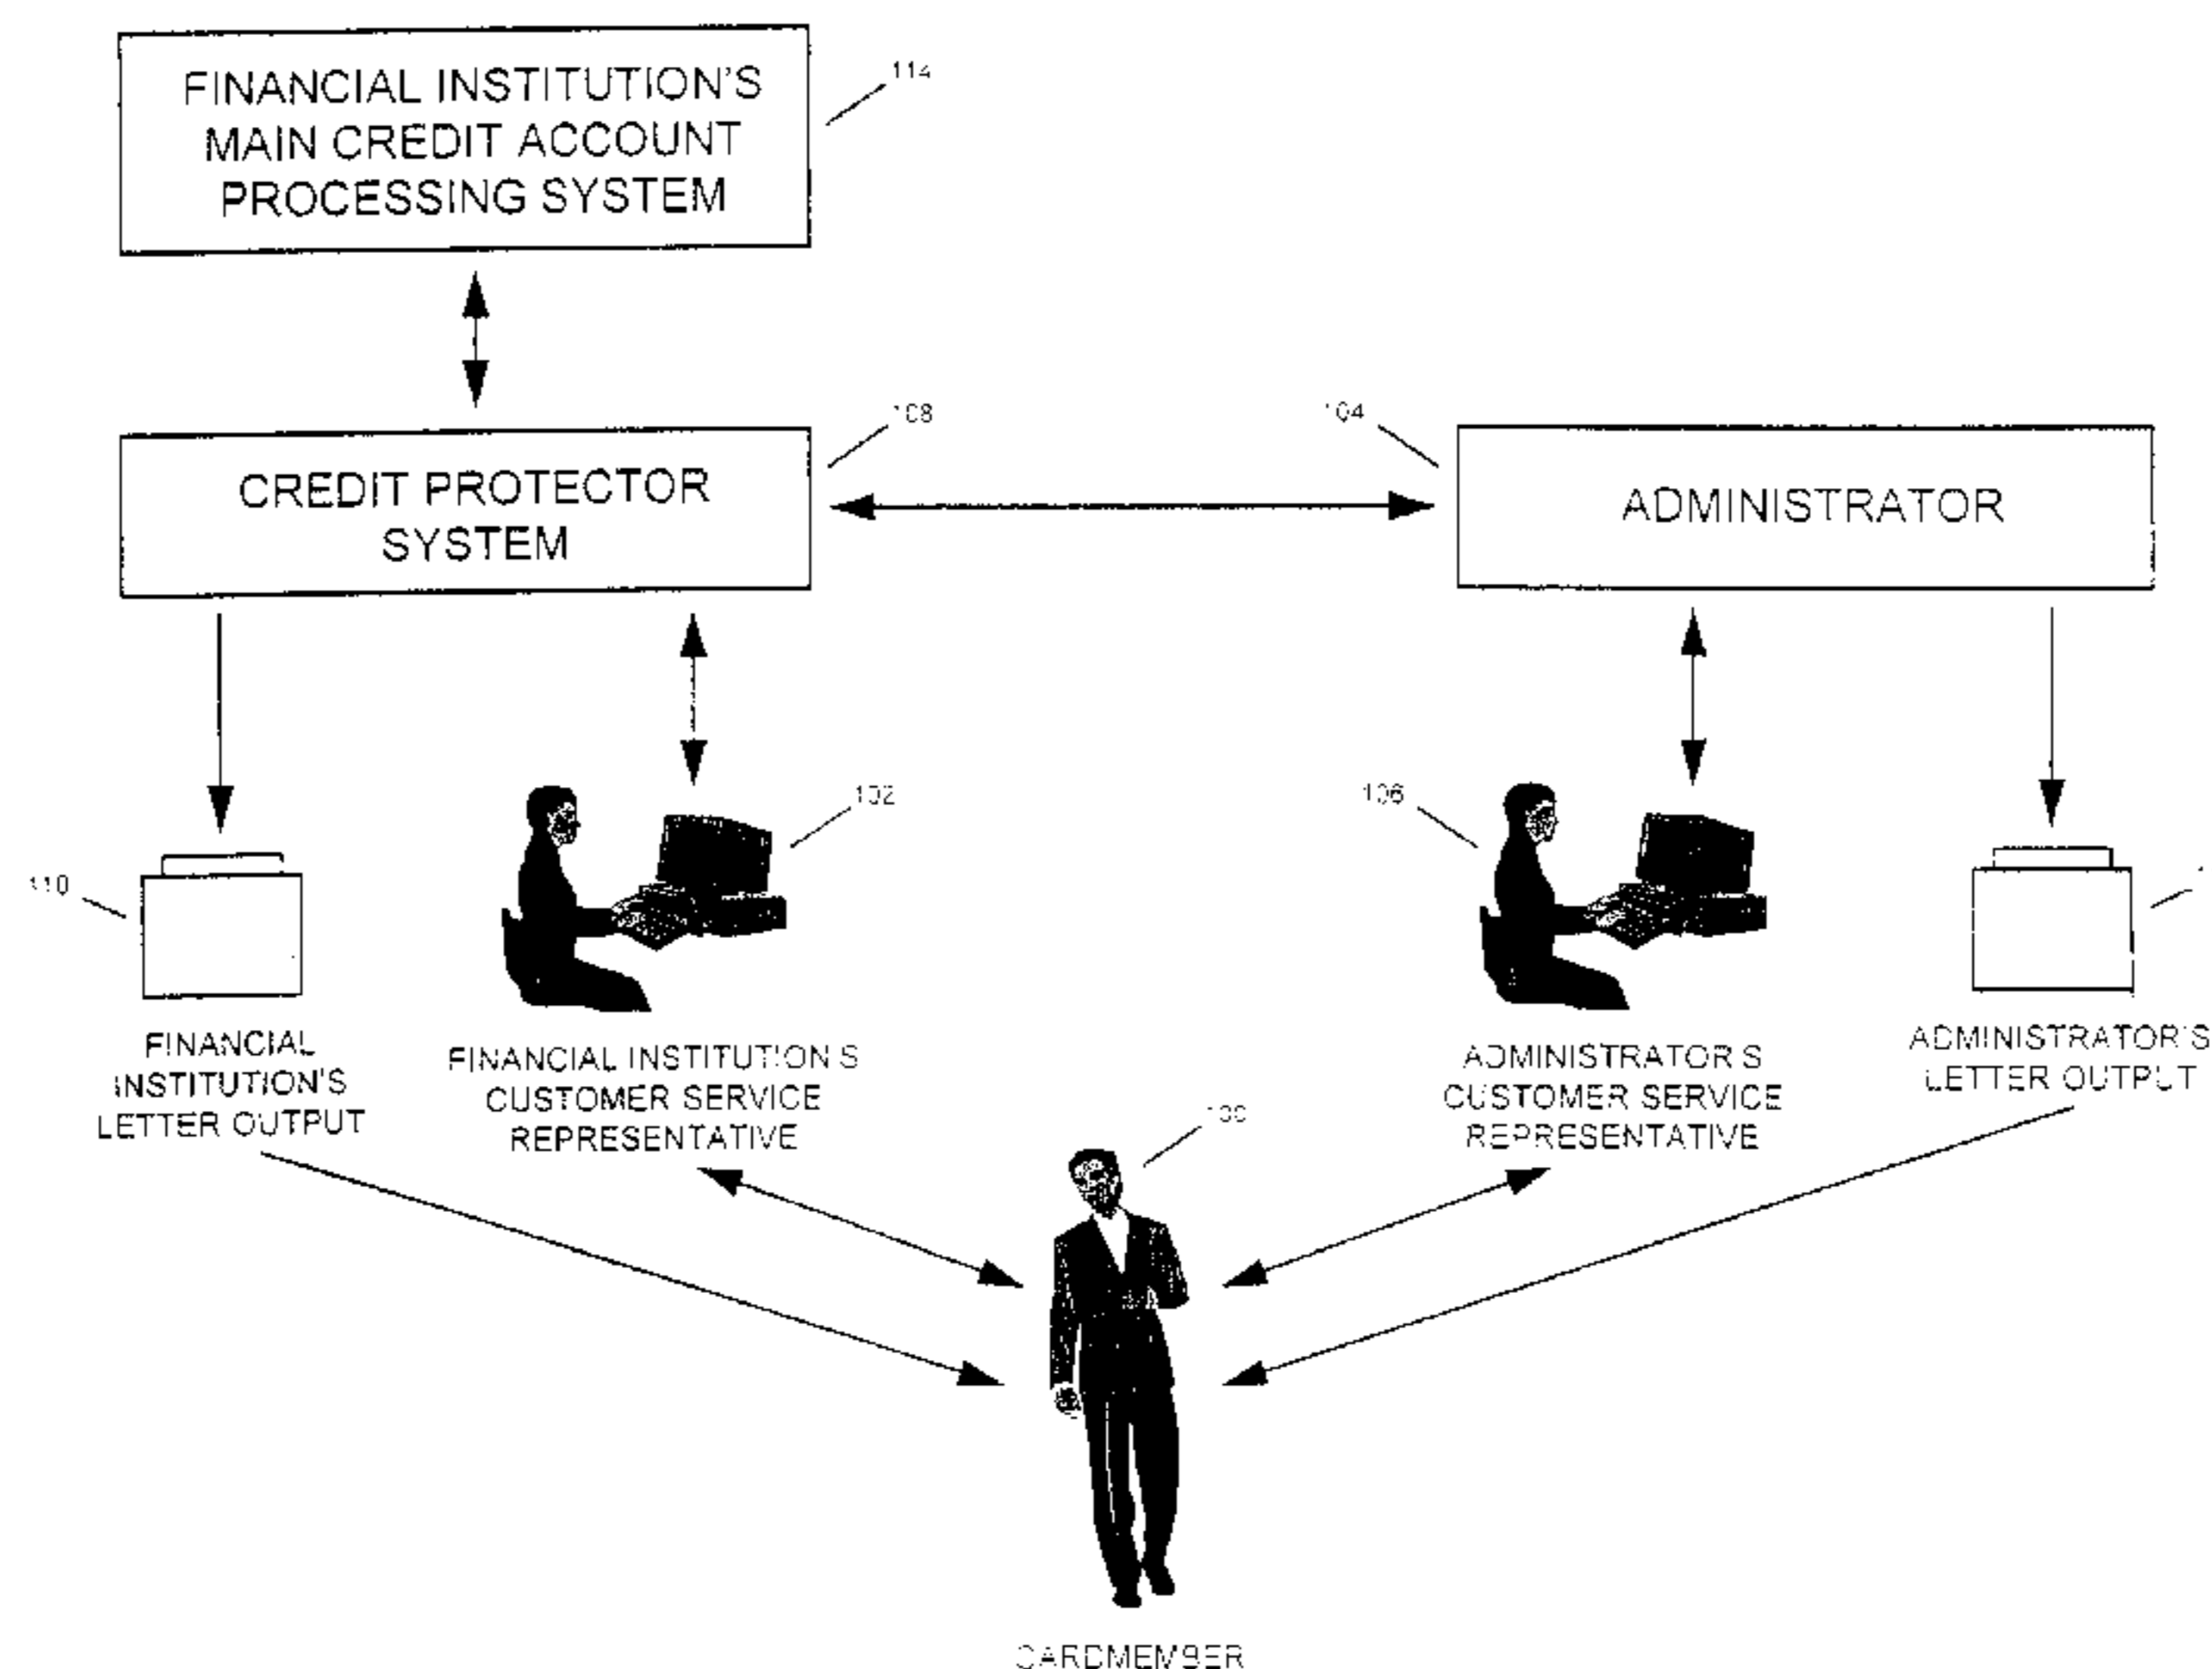 FINANCIAL INSTITUTION'S
MAIN CREDIT ACCOUNT
PROCESSING SYSTEM
114
CREDIT PROTECTOR
SYSTEM
108
104
ADMINISTRATOR
110
102
106
FINANCIAL
INSTITUTION'S
LETTER OUTPUT
FINANCIAL INSTITUTION'S
CUSTOMER SERVICE
REPRESENTATIVE
ADMINISTRATOR'S
CUSTOMER SERVICE
REPRESENTATIVE
ADMINISTRATOR'S
LETTER OUTPUT
100
CARDMEMBER